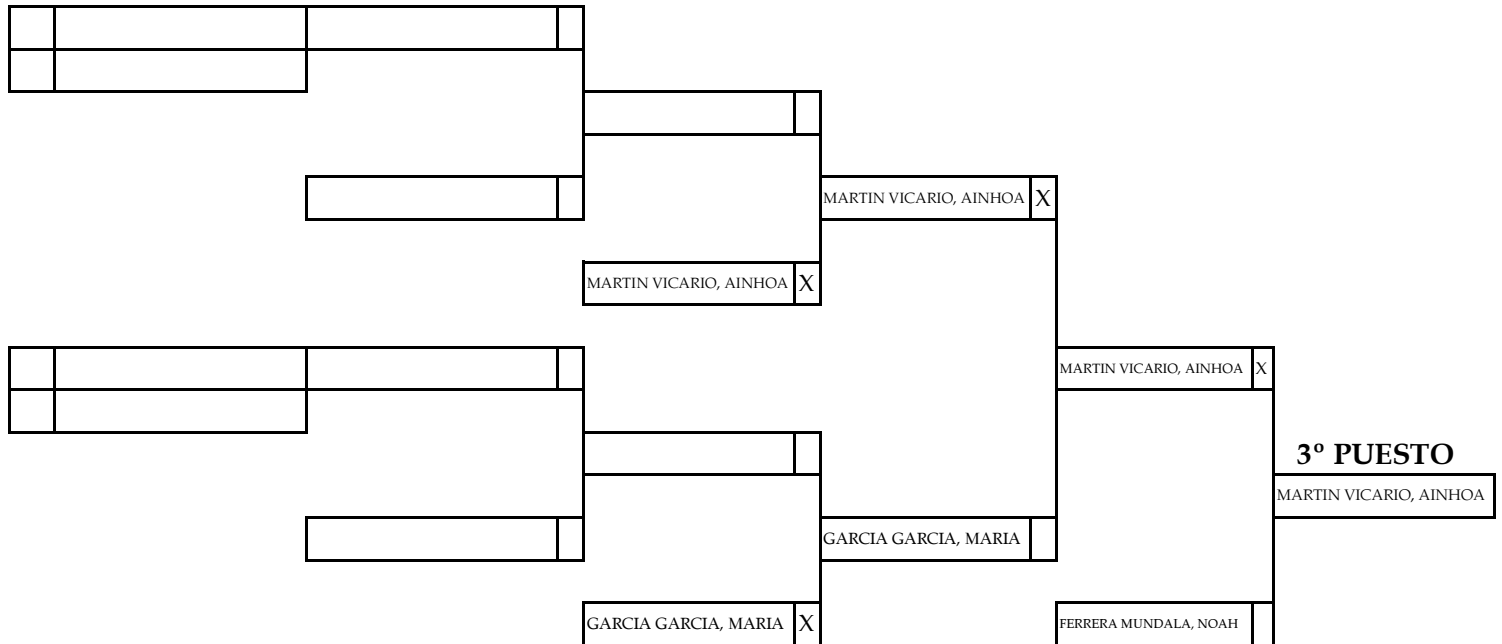 MARTIN VICARIO, AINHOA X
MARTIN VICARIO, AINHOA X
MARTIN VICARIO, AINHOA X
3º PUESTO
MARTIN VICARIO, AINHOA
GARCIA GARCIA, MARIA
GARCIA GARCIA, MARIA X
FERRERA MUNDALA, NOAH